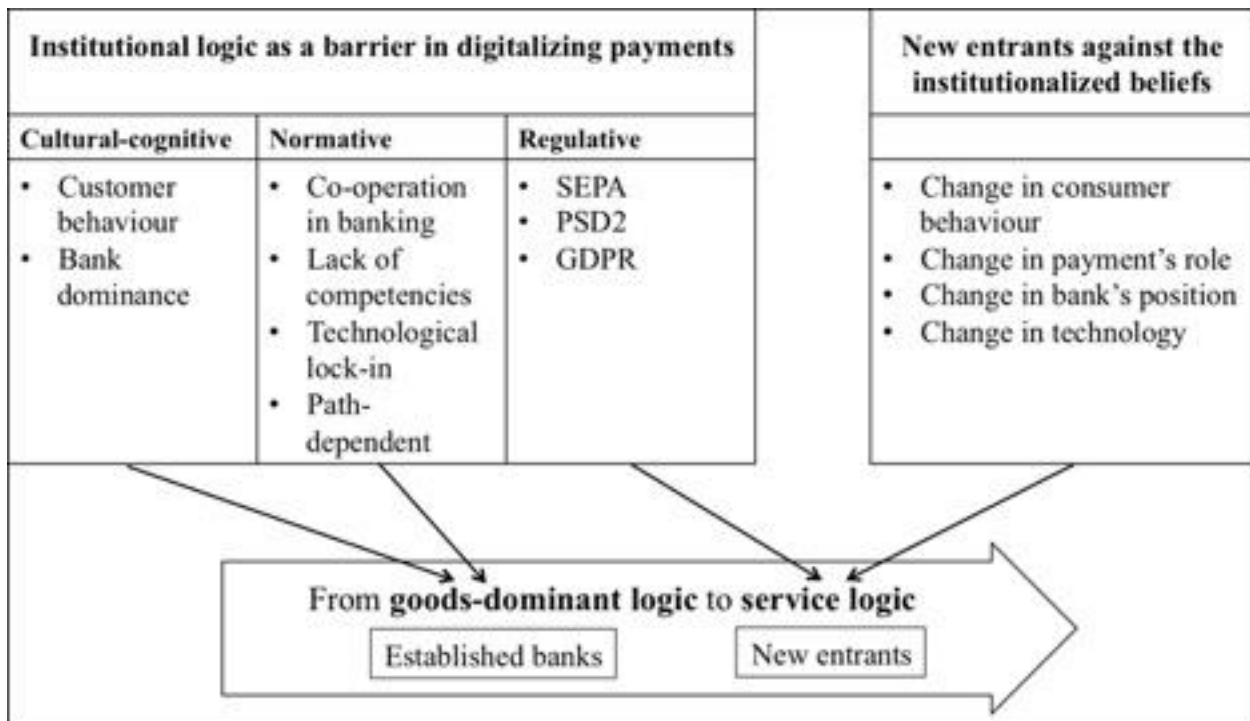 Institutional logic as a barrier in digitalizing payments
Cultural-cognitive
• Customer
behaviour
• Bank
dominance
Normative
• Co-operation
in banking
• Lack of
competencies
• Technological
lock-in
• Path-
dependent
Regulative
• SEPA
• PSD2
• GDPR
New entrants against the
institutionalized beliefs
• Change in consumer
behaviour
• Change in payment's role
• Change in bank's position
• Change in technology
From goods-dominant logic to service logic
Established banks
New entrants